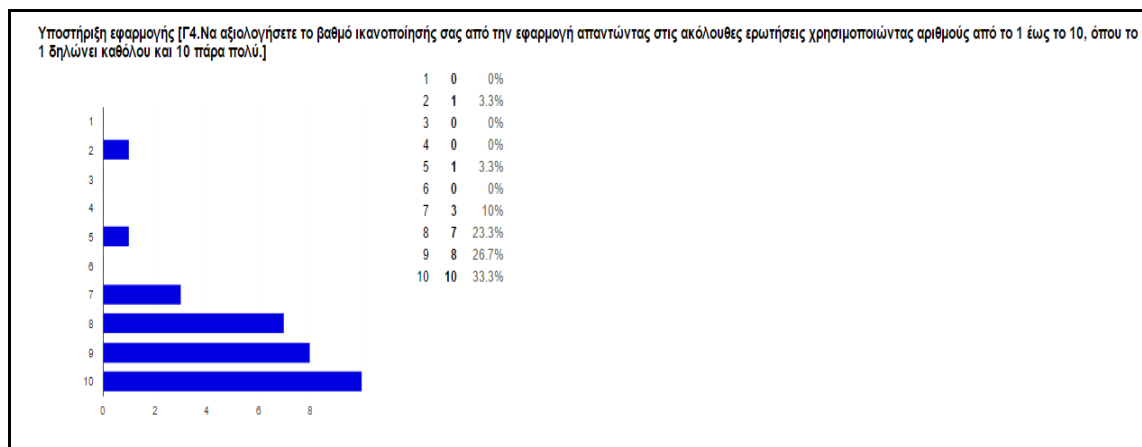 Υποστήριξη εφαρμογής [Γ4.Να αξιολογήσετε το βαθμό ικανοποίησής σας από την εφαρμογή απαντώντας στις ακόλουθες ερωτήσεις χρησιμοποιώντας αριθμούς από το 1 έως το 10, όπου το
1 δηλώνει καθόλου και 10 πάρα πολύ.]
1 0 0%
2 1 3.3%
3 0 0%
4 0 0%
5 1 3.3%
6 0 0%
7 3 10%
8 7 23.3%
9 8 26.7%
10 10 33.3%
1
2
3
4
5
6
7
8
9
10
0 2 4 6 8